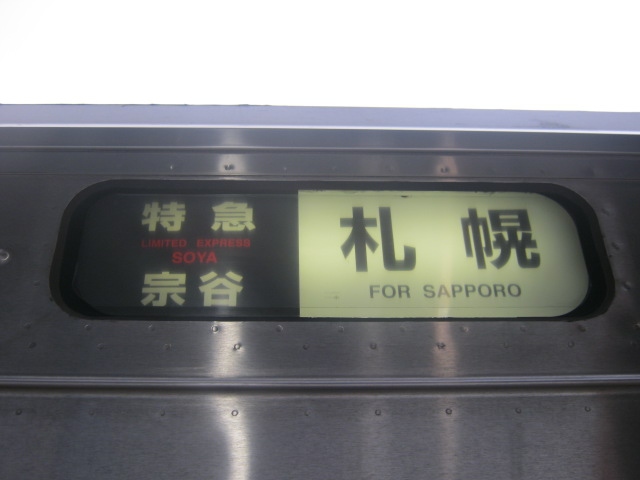 特急
LIMITED EXPRESS
SOYA
宗谷
札幌
FOR SAPPORO